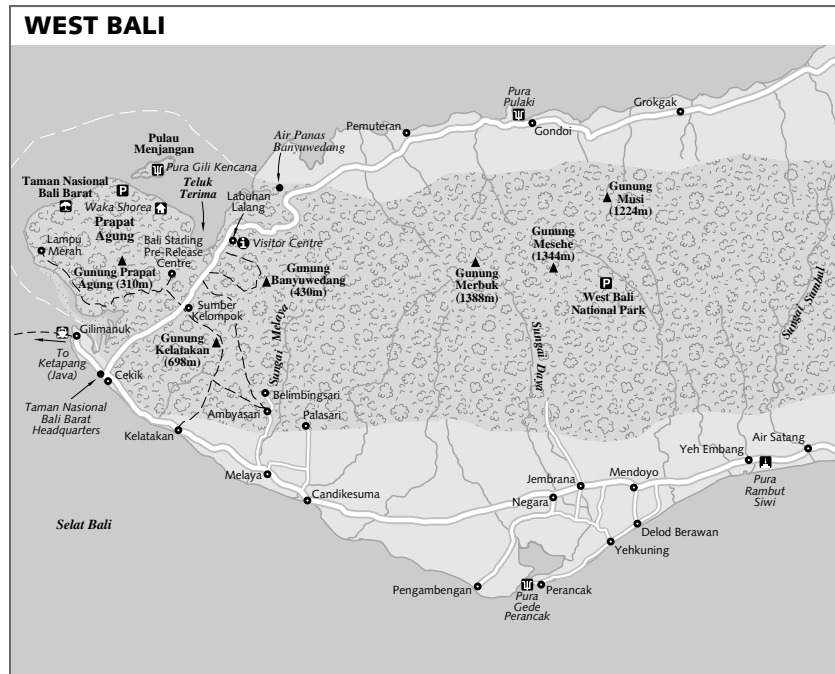 WEST BALI
Grokgak
Pura
Pulaki
Gondoi
Pemuteran
Air Panas
Banyuwedang
Pulau
Menjangan
Pura Gili Kencana
Teluk
Terima
Taman Nasional
Bali Barat
Waka Shorea
Prapat
Agung
Labuhan
Lalang
Visitor Centre
Lampu
Merah
Bali Starling
Pre-Release
Centre
Gunung Prapat
Agung (310m)
Gunung
Banyuwedang
(430m)
Gunung
Musi
(1224m)
Gunung
Mesehe
(1344m)
Gunung
Merbuk
(1388m)
West Bali
National Park
Sungai Sumbul
Sumber
Kelompok
Sungai Melaya
Gilimanuk
To
Ketapang
(Java)
Gunung
Kelatakan
(698m)
Sungai Daya
Cekik
Taman Nasional
Bali Barat
Headquarters
Belimbingsari
Ambyasari
Palasari
Kelatakan
Melaya
Candikesuma
Yeh Embang
Air Satang
Pura
Rambut
Siwi
Jembrana
Mendoyo
Negara
Delod Berawan
Yehkuning
Selat Bali
Pengambengan
Perancak
Pura
Gede
Perancak